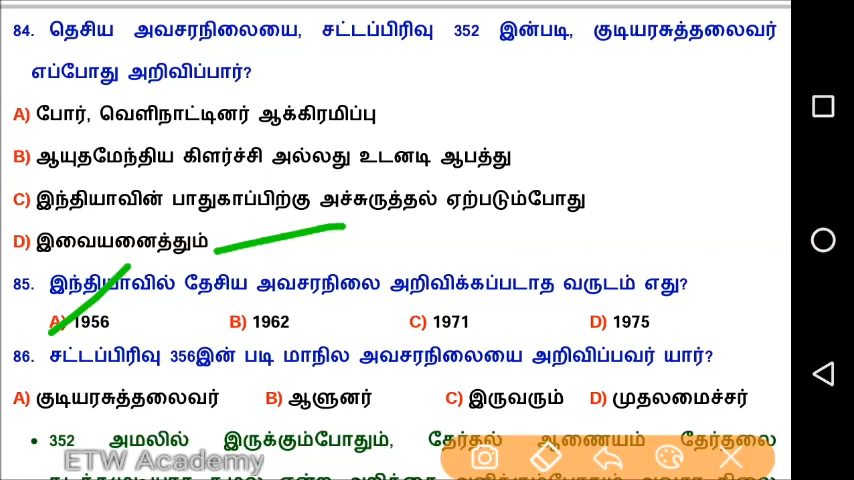 84. தெசிய அவசரநிலையை, சட்டப்பிரிவு 352 இன்படி, குடியரசுத்தலைவர்
எப்போது அறிவிப்பார்?
A) போர், வெளிநாட்டினர் ஆக்கிரமிப்பு
B) ஆயுதமேந்திய கிளர்ச்சி அல்லது உடனடி ஆபத்து
C) இந்தியாவின் பாதுகாப்பிற்கு அச்சுருத்தல் ஏற்படும்போது
D) இவையனைத்தும்
85. இந்தியாவில் தேசிய அவசரநிலை அறிவிக்கப்படாத வருடம் எது?
A) 1956 B) 1962 C) 1971 D) 1975
86. சட்டப்பிரிவு 356இன் படி மாநில அவசரநிலையை அறிவிப்பவர் யார்?
A) குடியரசுத்தலைவர் B) ஆளுனர் C) இருவரும் D) முதலமைச்சர்
• 352 அமலில் இருக்கும்போதும், தேர்தல் ஆணையம் தேர்தலை
ETW Academy